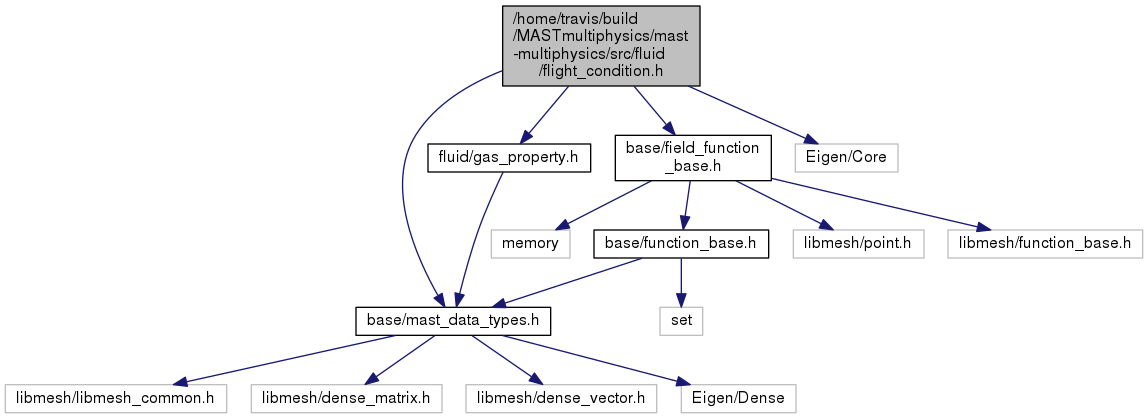 /home/travis/build
/MASTmultiphysics/mast
-multiphysics/src/fluid
/flight_condition.h
fluid/gas_property.h
base/field_function
_base.h
Eigen/Core
memory
base/function_base.h
libmesh/point.h
libmesh/function_base.h
base/mast_data_types.h
set
libmesh/libmesh_common.h
libmesh/dense_matrix.h
libmesh/dense_vector.h
Eigen/Dense